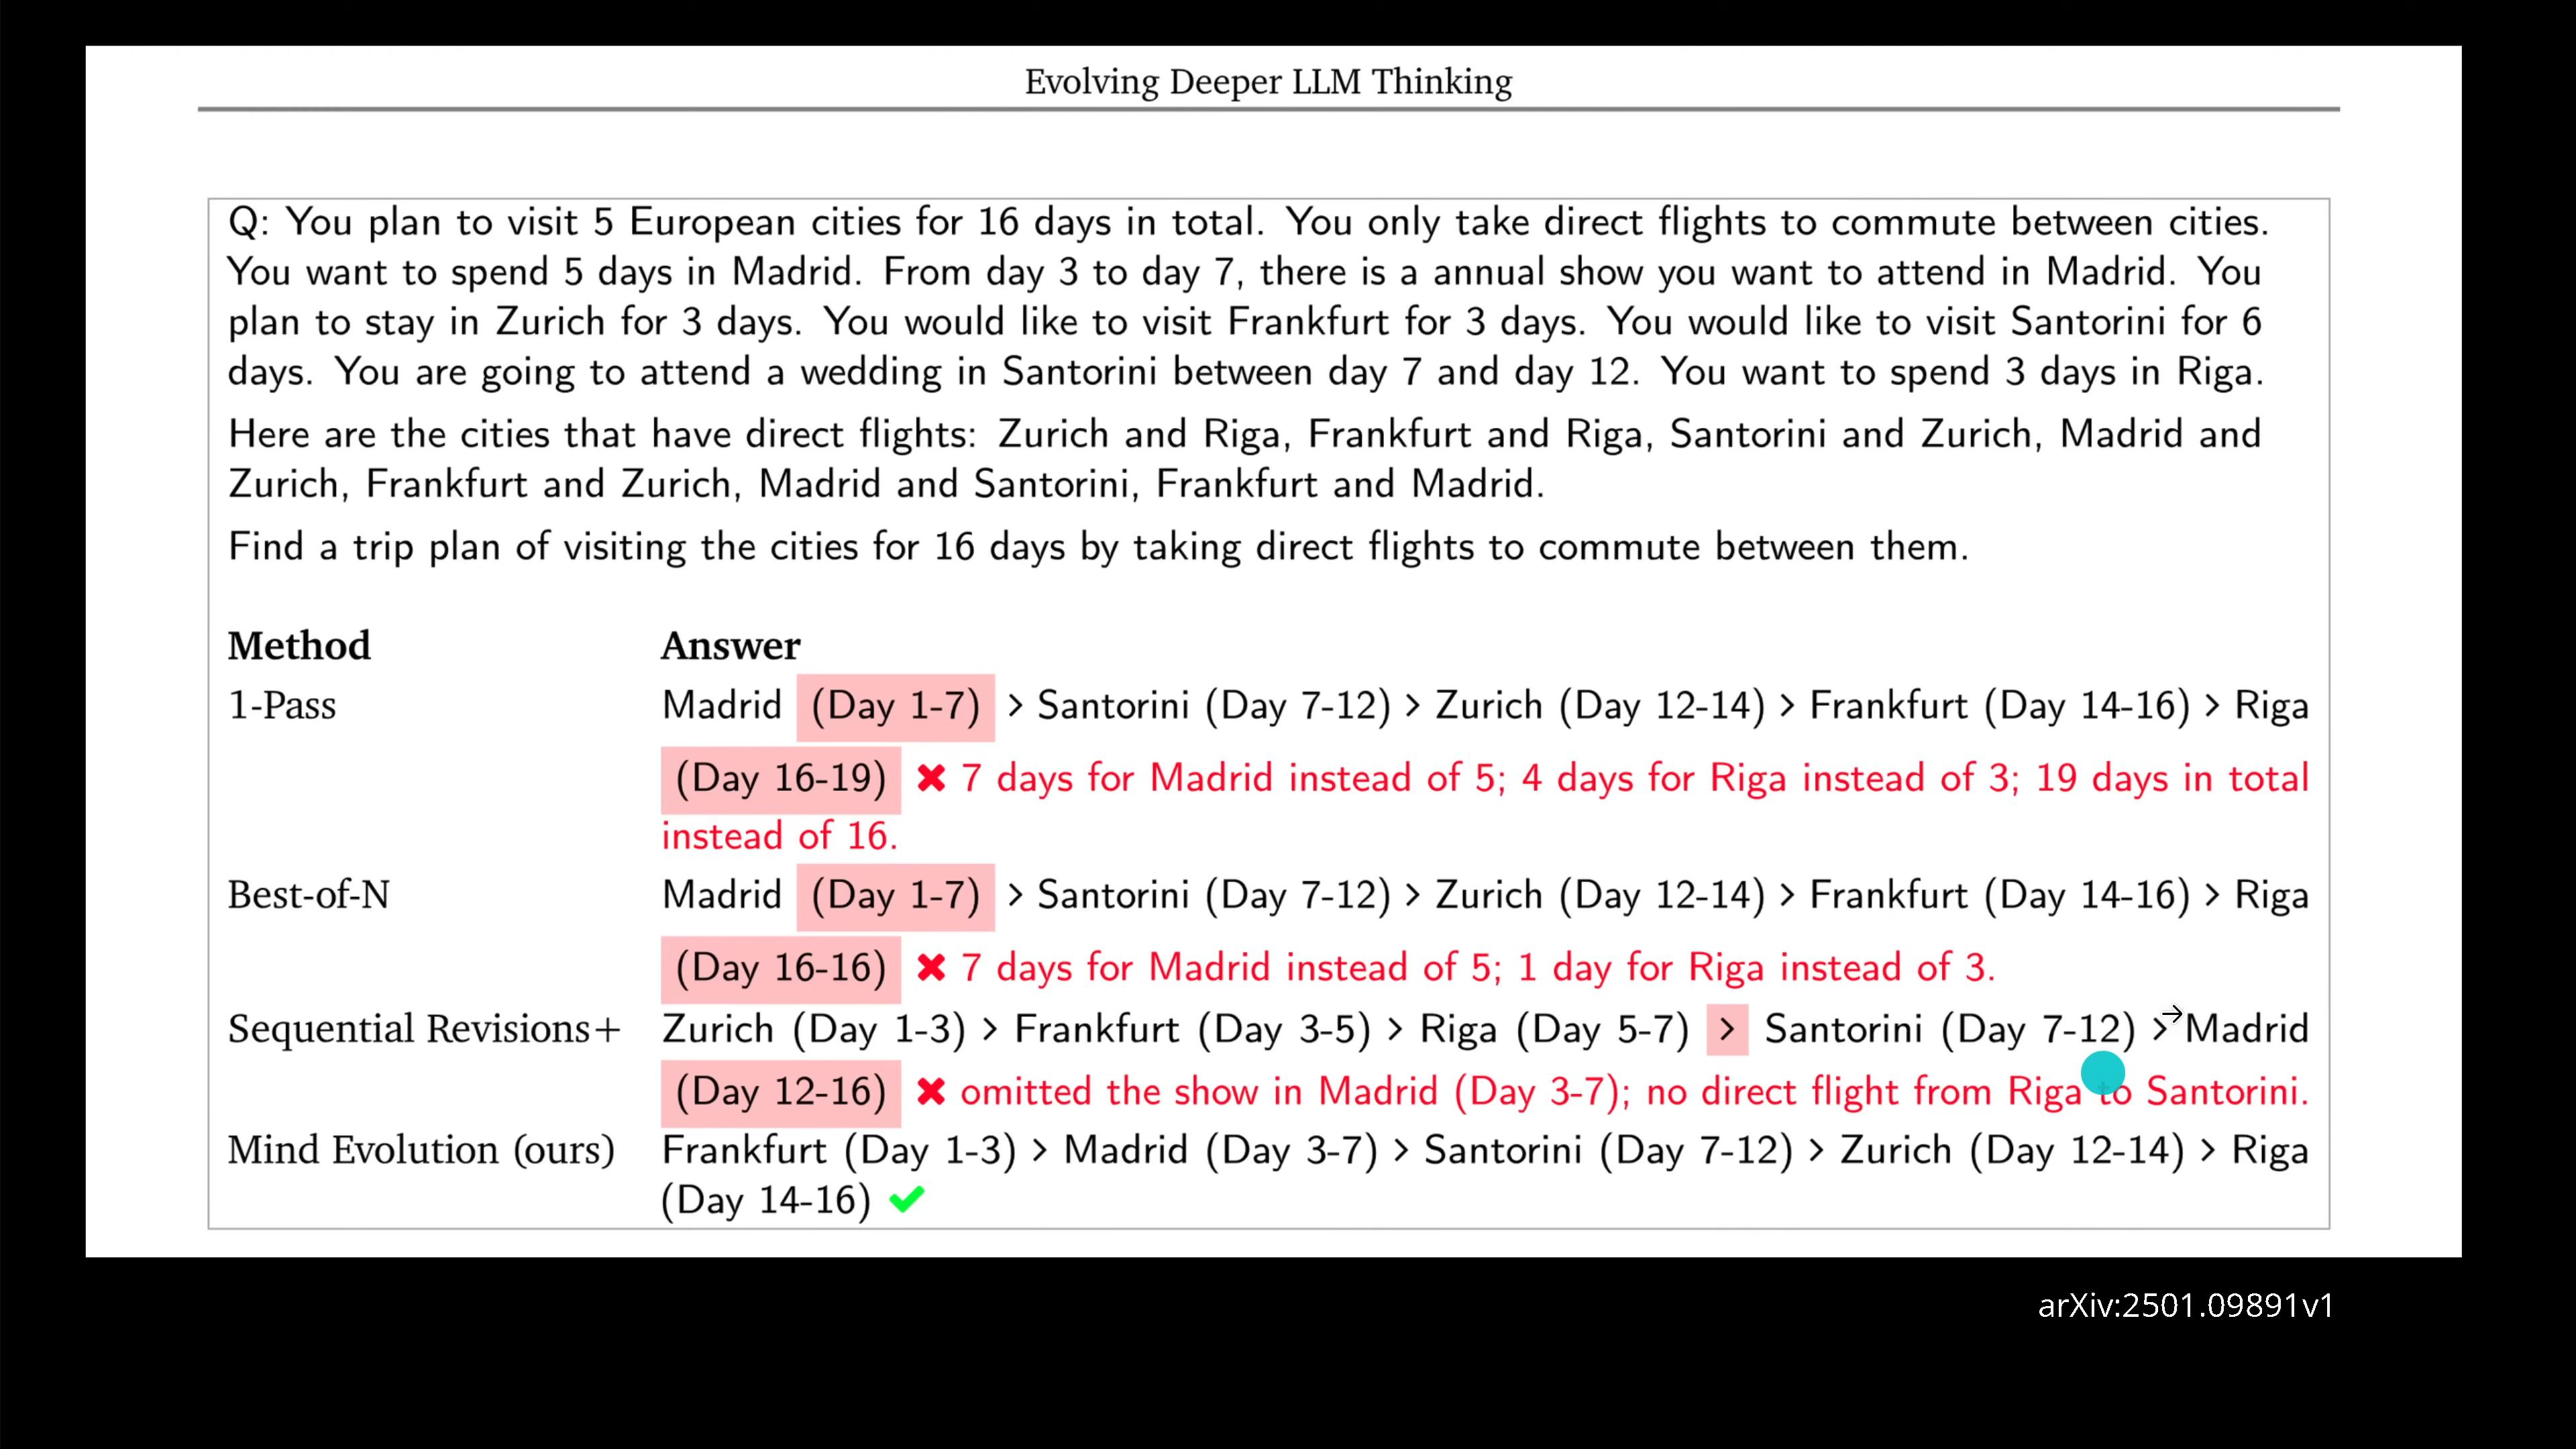 Evolving Deeper LLM Thinking
Q: You plan to visit 5 European cities for 16 days in total. You only take direct flights to commute between cities.
You want to spend 5 days in Madrid. From day 3 to day 7, there is a annual show you want to attend in Madrid. You
plan to stay in Zurich for 3 days. You would like to visit Frankfurt for 3 days. You would like to visit Santorini for 6
days. You are going to attend a wedding in Santorini between day 7 and day 12. You want to spend 3 days in Riga.
Here are the cities that have direct flights: Zurich and Riga, Frankfurt and Riga, Santorini and Zurich, Madrid and
Zurich, Frankfurt and Zurich, Madrid and Santorini, Frankfurt and Madrid.
Find a trip plan of visiting the cities for 16 days by taking direct flights to commute between them.
Method Answer
1-Pass Madrid (Day 1-7) > Santorini (Day 7-12) > Zurich (Day 12-14) > Frankfurt (Day 14-16) > Riga
(Day 16-19) ✖ 7 days for Madrid instead of 5; 4 days for Riga instead of 3; 19 days in total
instead of 16.
Best-of-N Madrid (Day 1-7) > Santorini (Day 7-12) > Zurich (Day 12-14) > Frankfurt (Day 14-16) > Riga
(Day 16-16) ✖ 7 days for Madrid instead of 5; 1 day for Riga instead of 3.
Sequential Revisions+ Zurich (Day 1-3) > Frankfurt (Day 3-5) > Riga (Day 5-7) > Santorini (Day 7-12) > Madrid
(Day 12-16) ✖ omitted the show in Madrid (Day 3-7); no direct flight from Riga to Santorini.
Mind Evolution (ours) Frankfurt (Day 1-3) > Madrid (Day 3-7) > Santorini (Day 7-12) > Zurich (Day 12-14) > Riga
(Day 14-16) ✔
arXiv:2501.09891v1